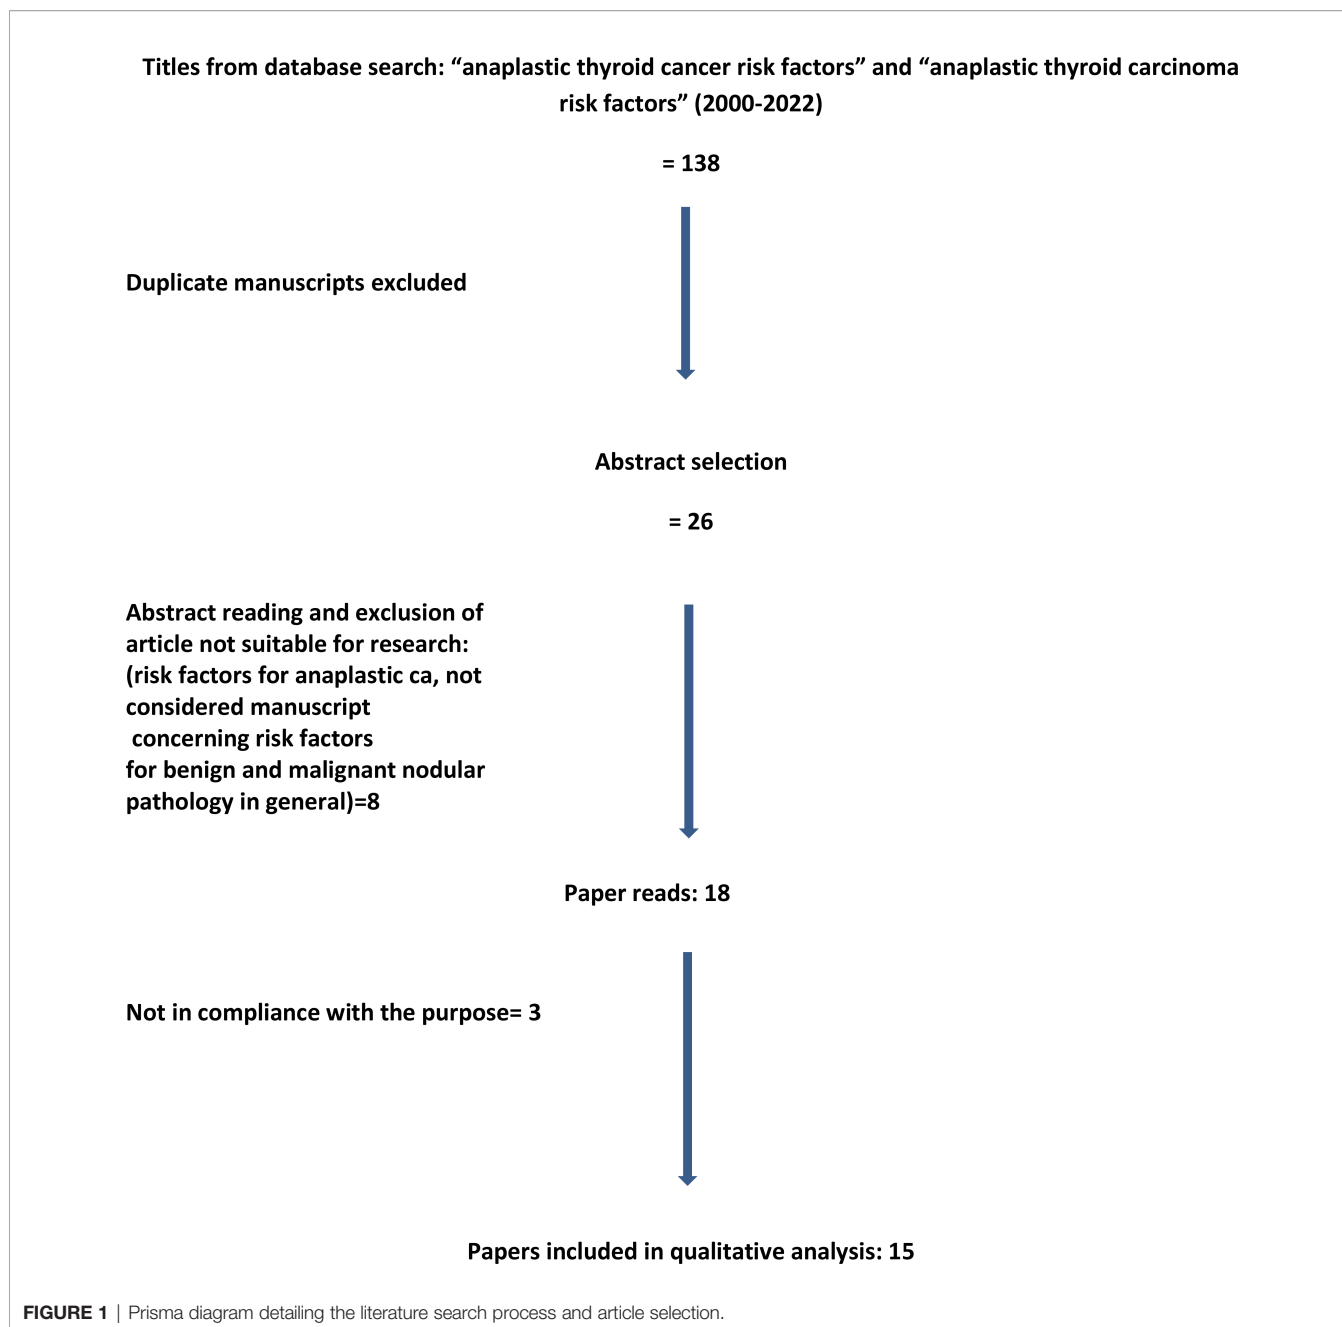 Titles from database search: “anaplastic thyroid cancer risk factors” and “anaplastic thyroid carcinoma
risk factors” (2000-2022)
= 138
Duplicate manuscripts excluded
Abstract selection
= 26
Abstract reading and exclusion of
article not suitable for research:
(risk factors for anaplastic ca, not
considered manuscript
concerning risk factors
for benign and malignant nodular
pathology in general)=8
Paper reads: 18
Not in compliance with the purpose= 3
Papers included in qualitative analysis: 15
FIGURE 1 | Prisma diagram detailing the literature search process and article selection.